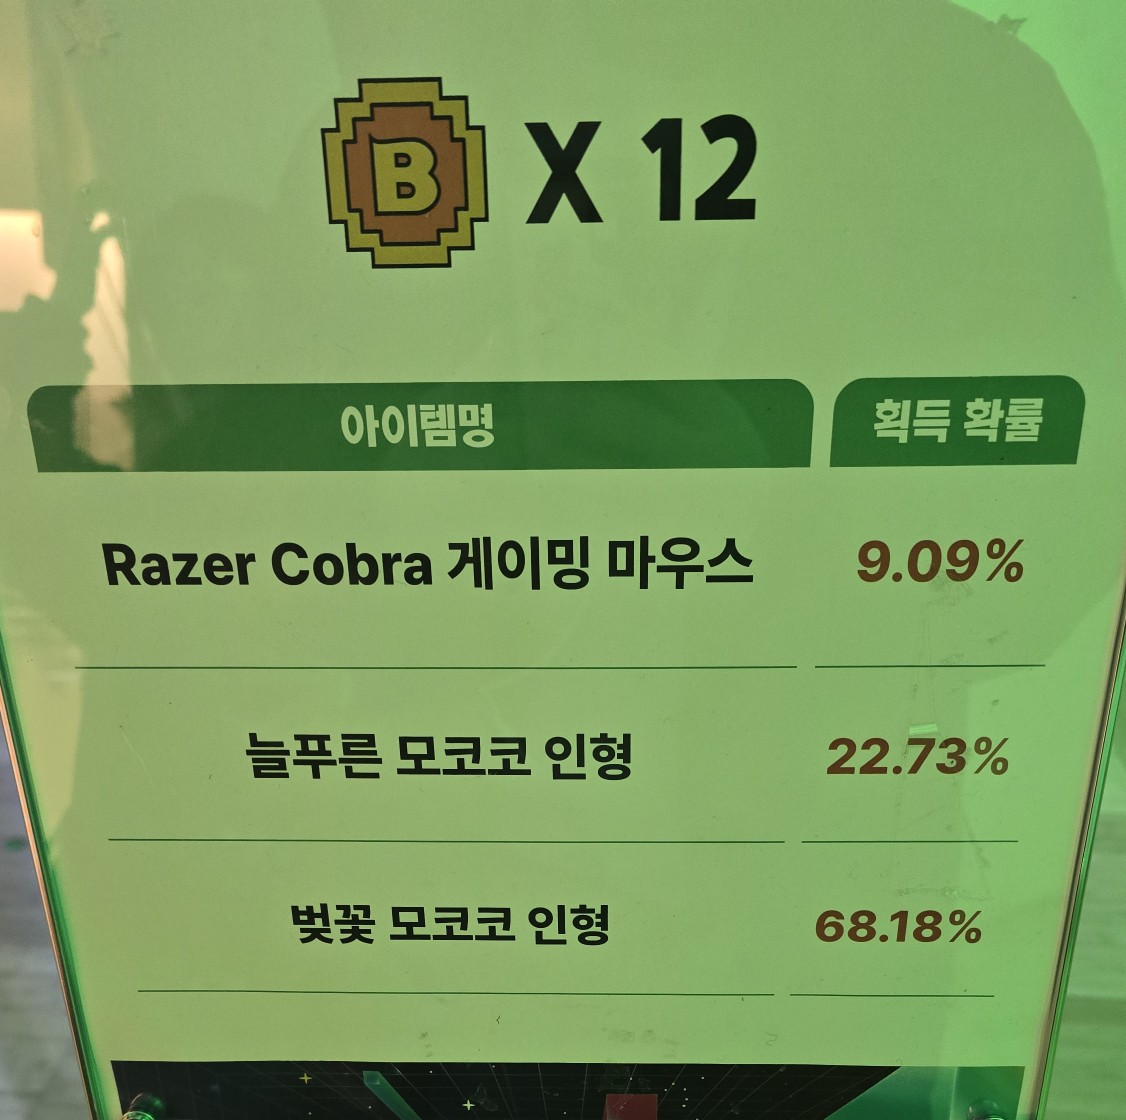 B X 12
아이템명 획득 확률
Razer Cobra 게이밍 마우스 9.09%
늘푸른 모코코 인형 22.73%
벚꽃 모코코 인형 68.18%